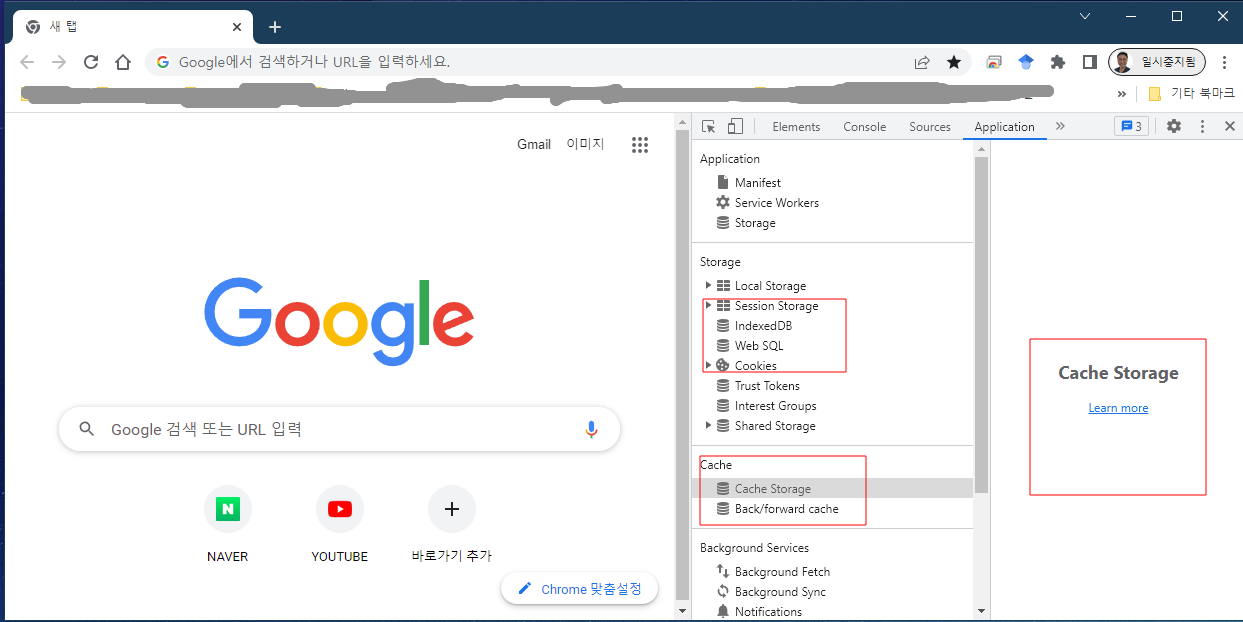 새 탭
Google에서 검색하거나 URL을 입력하세요.
일시중지됨
»
기타 북마크
Gmail 이미지
Google
Google 검색 또는 URL 입력
N
NAVER
YOUTUBE
바로가기 추가
Chrome 맞춤설정
Elements Console Sources Application » 3
Application
Manifest
Service Workers
Storage
Storage
Local Storage
Session Storage
IndexedDB
Web SQL
Cookies
Trust Tokens
Interest Groups
Shared Storage
Cache
Cache Storage
Back/forward cache
Background Services
Background Fetch
Background Sync
Notifications
Cache Storage
Learn more